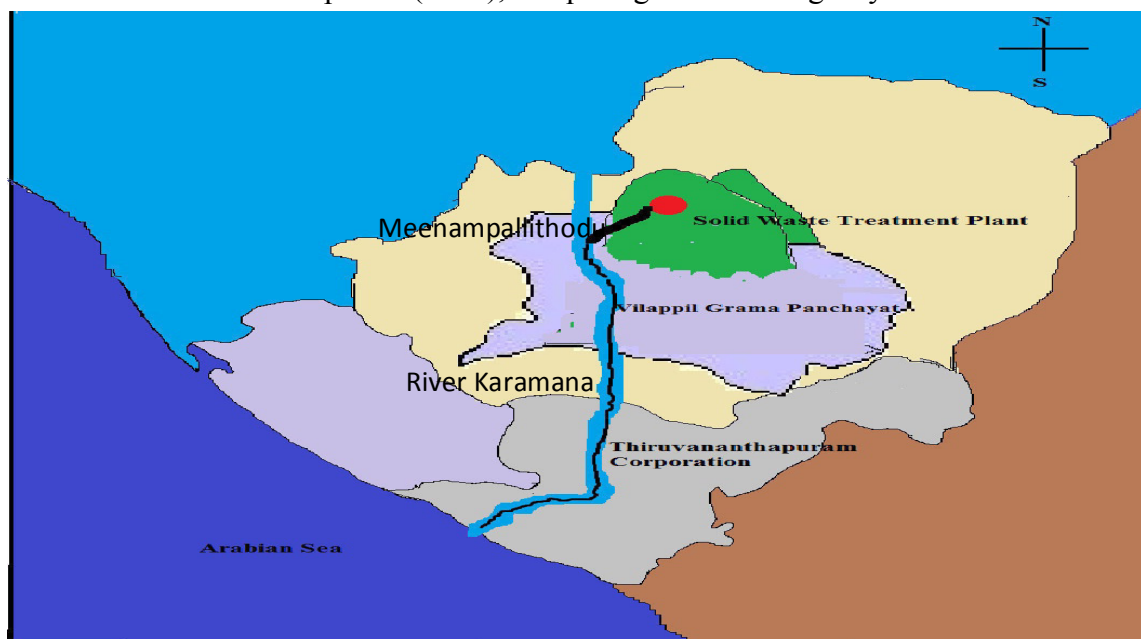 N
S
Meenampallithodu
Solid Waste Treatment Plant
Vilappil Grama Panchayat
River Karamana
Thiruvananthapuram
Corporation
Arabian Sea